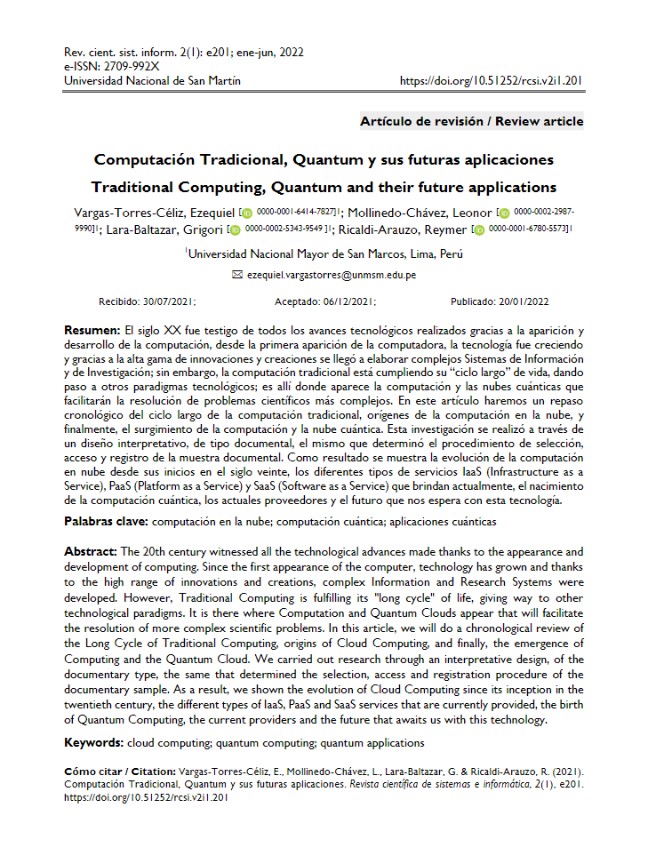 Rev. cient. sist. inform. 2(1): e201; ene-jun, 2022
e-ISSN: 2709-992X
Universidad Nacional de San Martín https://doi.org/10.51252/rcsi.v2i1.201
Artículo de revisión / Review article
Computación Tradicional, Quantum y sus futuras aplicaciones
Traditional Computing, Quantum and their future applications
Vargas-Torres-Céliz, Ezequiel [iD 0000-0001-6414-7827]1; Mollinedo-Chávez, Leonor [iD 0000-0002-2987-
9990]1; Lara-Baltazar, Grigori [iD 0000-0002-5343-9549 ]1; Ricaldi-Arauzo, Reymer [iD 0000-0001-6780-5573]1
1Universidad Nacional Mayor de San Marcos, Lima, Perú
✉ ezequiel.vargastorres@unmsm.edu.pe
Recibido: 30/07/2021; Aceptado: 06/12/2021; Publicado: 20/01/2022
Resumen: El siglo XX fue testigo de todos los avances tecnológicos realizados gracias a la aparición y
desarrollo de la computación, desde la primera aparición de la computadora, la tecnología fue creciendo
y gracias a la alta gama de innovaciones y creaciones se llegó a elaborar complejos Sistemas de Información
y de Investigación; sin embargo, la computación tradicional está cumpliendo su “ciclo largo” de vida, dando
paso a otros paradigmas tecnológicos; es allí donde aparece la computación y las nubes cuánticas que
facilitarán la resolución de problemas científicos más complejos. En este artículo haremos un repaso
cronológico del ciclo largo de la computación tradicional, orígenes de la computación en la nube, y
finalmente, el surgimiento de la computación y la nube cuántica. Esta investigación se realizó a través de
un diseño interpretativo, de tipo documental, el mismo que determinó el procedimiento de selección,
acceso y registro de la muestra documental. Como resultado se muestra la evolución de la computación
en nube desde sus inicios en el siglo veinte, los diferentes tipos de servicios IaaS (Infrastructure as a
Service), PaaS (Platform as a Service) y SaaS (Software as a Service) que brindan actualmente, el nacimiento
de la computación cuántica, los actuales proveedores y el futuro que nos espera con esta tecnología.
Palabras clave: computación en la nube; computación cuántica; aplicaciones cuánticas
Abstract: The 20th century witnessed all the technological advances made thanks to the appearance and
development of computing. Since the first appearance of the computer, technology has grown and thanks
to the high range of innovations and creations, complex Information and Research Systems were
developed. However, Traditional Computing is fulfilling its "long cycle" of life, giving way to other
technological paradigms. It is there where Computation and Quantum Clouds appear that will facilitate
the resolution of more complex scientific problems. In this article, we will do a chronological review of
the Long Cycle of Traditional Computing, origins of Cloud Computing, and finally, the emergence of
Computing and the Quantum Cloud. We carried out research through an interpretative design, of the
documentary type, the same that determined the selection, access and registration procedure of the
documentary sample. As a result, we shown the evolution of Cloud Computing since its inception in the
twentieth century, the different types of IaaS, PaaS and SaaS services that are currently provided, the birth
of Quantum Computing, the current providers and the future that awaits us with this technology.
Keywords: cloud computing; quantum computing; quantum applications
Cómo citar / Citation: Vargas-Torres-Céliz, E., Mollinedo-Chávez, L., Lara-Baltazar, G. & Ricaldi-Arauzo, R. (2021).
Computación Tradicional, Quantum y sus futuras aplicaciones. Revista científica de sistemas e informática, 2(1), e201.
https://doi.org/10.51252/rcsi.v2i1.201